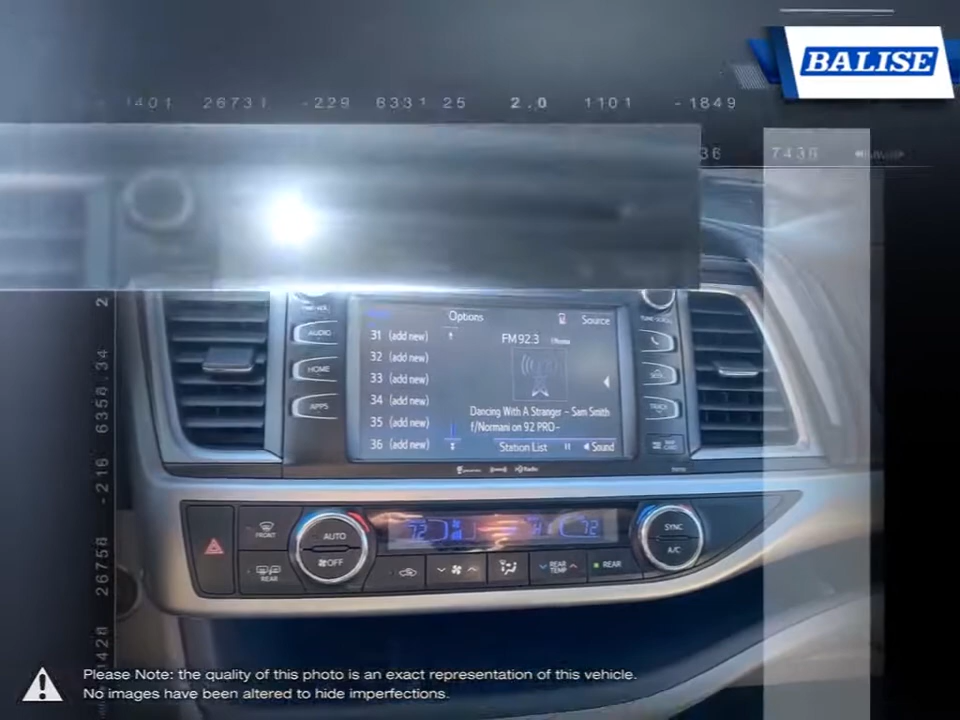 BALISE
1401 26731 -229 6331 25 2.0 1101 -1849
36 7436
2
Options
Source
AUDIO
31 (add new)
FM 92.3
HOME
32 (add new)
33 (add new)
APPS
34 (add new)
TRACK
35 (add new)
Dancing With A Stranger - Sam Smith
f/Normani on 92 PRO-
36 (add new)
Station List
Sound
6358.34
-216
26758
1428
FRONT
AUTO
72
72
SYNC
OFF
A/C
REAR
REAR TEMP
REAR
Please Note: the quality of this photo is an exact representation of this vehicle.
No images have been altered to hide imperfections.